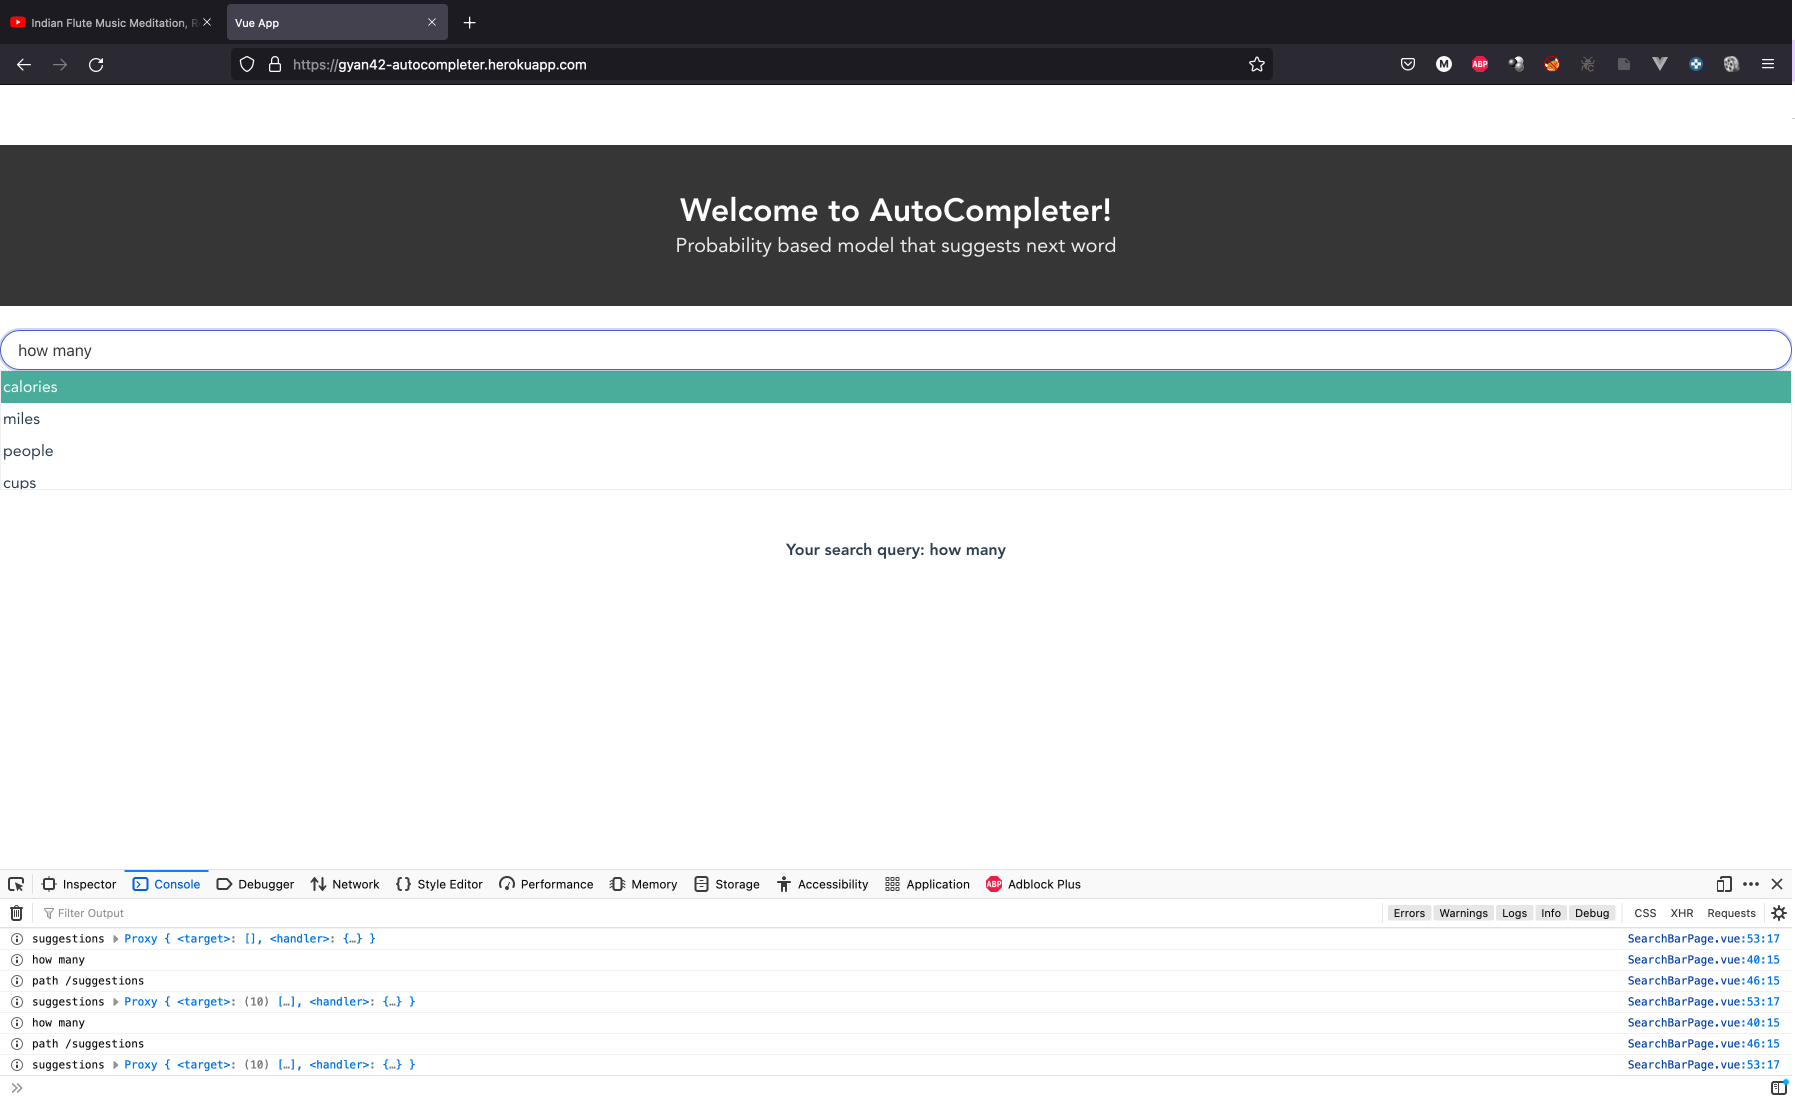 Indian Flute Music Meditation,
Vue App
https://gyan42-autocompleter.herokuapp.com
M
ABP
Welcome to AutoCompleter!
Probability based model that suggests next word
how many
calories
miles
people
cups
Your search query: how many
Inspector Console Debugger Network Style Editor Performance Memory Storage Accessibility Application ABP Adblock Plus
Filter Output Errors Warnings Logs Info Debug CSS XHR Requests
suggestions Proxy { <target>: [], <handler>: {…} } SearchBarPage.vue:53:17
how many SearchBarPage.vue:40:15
path /suggestions SearchBarPage.vue:46:15
suggestions Proxy { <target>: (10) […], <handler>: {…} } SearchBarPage.vue:53:17
how many SearchBarPage.vue:40:15
path /suggestions SearchBarPage.vue:46:15
suggestions Proxy { <target>: (10) […], <handler>: {…} } SearchBarPage.vue:53:17